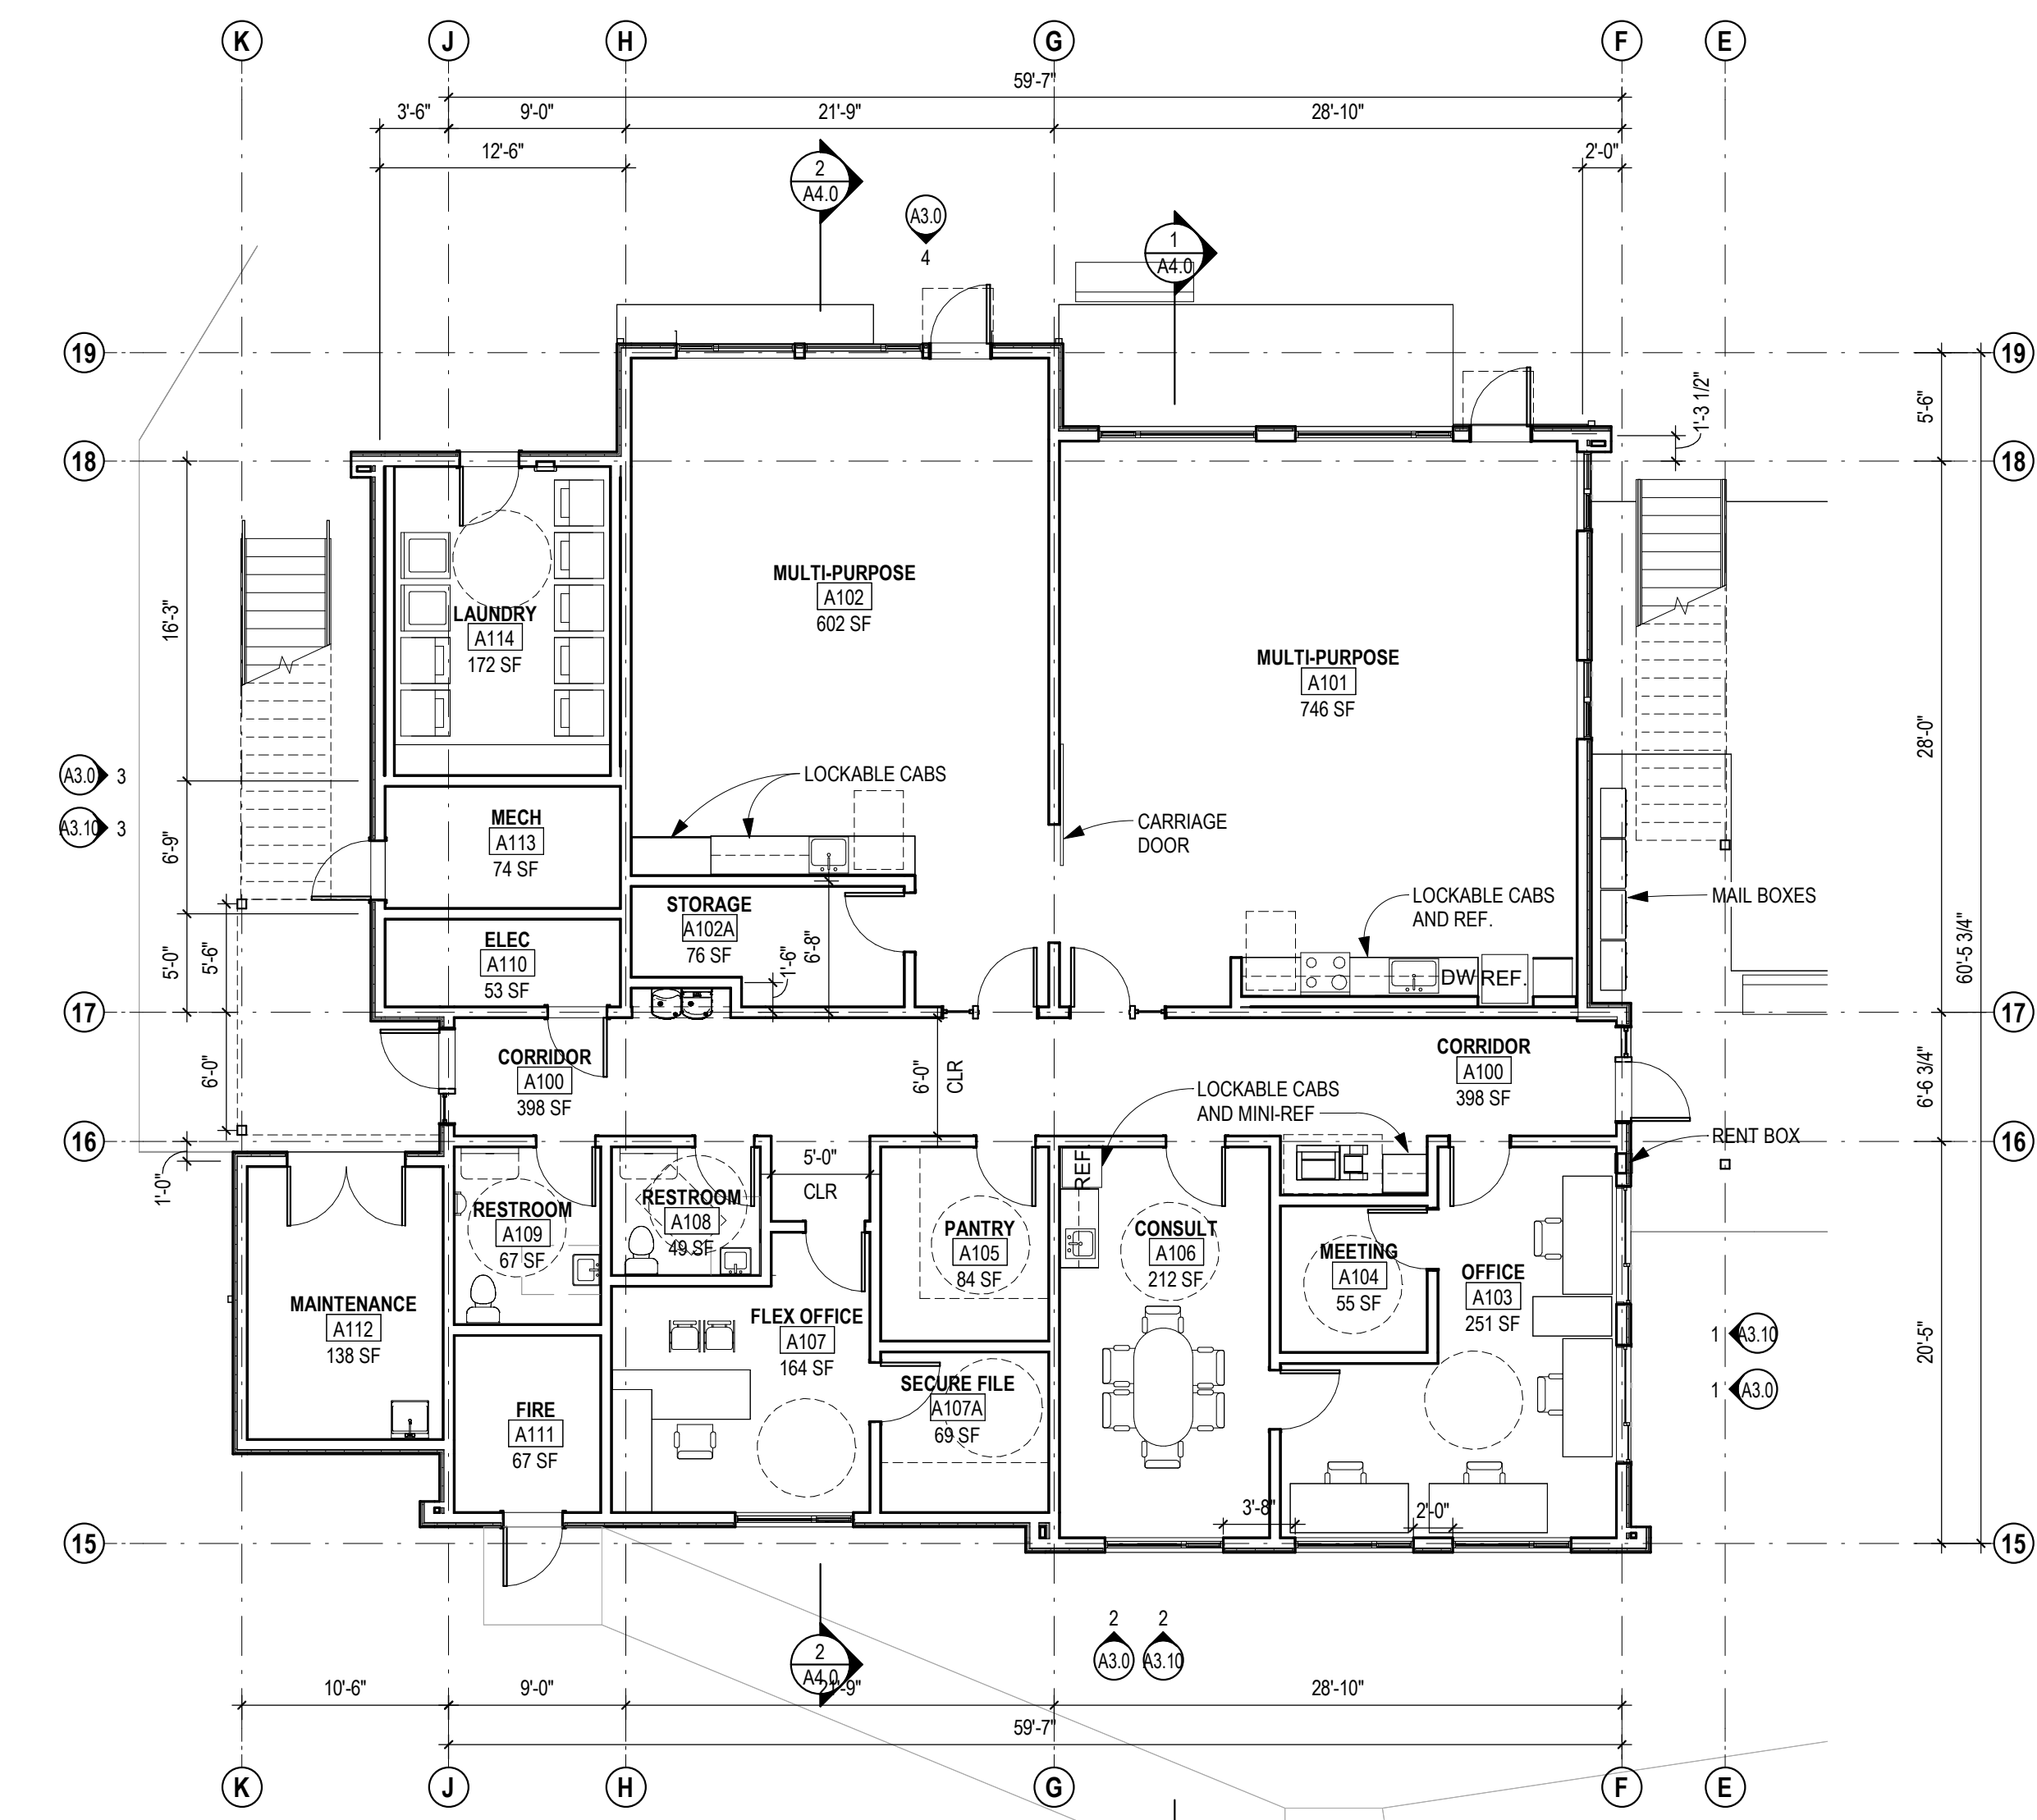 K J H G F E
59'-7"
3'-6" 9'-0" 21'-9" 28'-10"
12'-6" 2'-0"
2
A4.0
A3.0
4
1
A4.0
19 19
1'-3 1/2"
5'-6"
18 18
MULTI-PURPOSE
A102
602 SF
LAUNDRY
A114
172 SF
16'-3"
MULTI-PURPOSE
A101
746 SF
28'-0"
A3.0 3
LOCKABLE CABS
MECH
A113
74 SF
A3.10 3
6'-9"
CARRIAGE
DOOR
STORAGE
A102A
76 SF
LOCKABLE CABS
AND REF.
MAIL BOXES
ELEC
A110
53 SF
5'-0"
5'-6"
1'-6"
6'-8"
DW REF.
60'-5 3/4"
17 17
CORRIDOR
A100
398 SF
6'-0"
6'-0"
CLR
CORRIDOR
A100
398 SF
LOCKABLE CABS
AND MINI-REF
6'-6 3/4"
16 16
RENT BOX
1'-0"
5'-0"
CLR
REF.
RESTROOM
A109
67 SF
RESTROOM
A108
49 SF
PANTRY
A105
84 SF
CONSULT
A106
212 SF
MEETING
A104
55 SF
OFFICE
A103
251 SF
MAINTENANCE
A112
138 SF
FLEX OFFICE
A107
164 SF
1 A3.10
20'-5"
SECURE FILE
A107A
69 SF
1 A3.0
FIRE
A111
67 SF
3'-8" 2'-0"
15 15
2
A4.0
2 2
A3.0 A3.10
10'-6" 9'-0" 21'-9" 28'-10"
59'-7"
K J H G F E